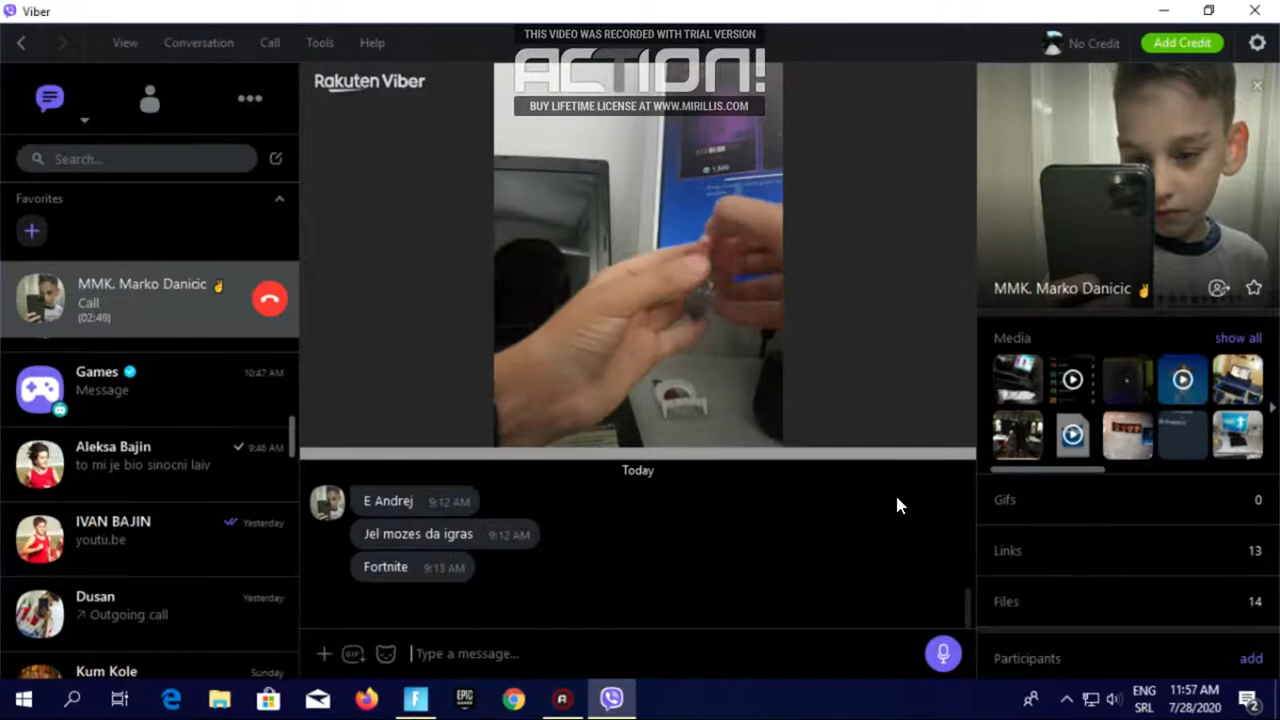 Viber
THIS VIDEO WAS RECORDED WITH TRIAL VERSION
ACTION!
BUY LIFETIME LICENSE AT WWW.MIRILLIS.COM
View Conversation Call Tools Help
No Credit Add Credit
Rakuten Viber
Search...
Favorites
MMK. Marko Danicic ✌
Call
(02:49)
Games 10:47 AM
Message
Aleksa Bajin 9:46 AM
to mi je bio sinocni laiv
IVAN BAJIN Yesterday
youtu.be
Dusan Yesterday
Outgoing call
Kum Kole Sunday
Today
E Andrej 9:12 AM
Jel mozes da igras 9:12 AM
Fortnite 9:13 AM
GIF Type a message...
MMK. Marko Danicic ✌
Media show all
Gifs 0
Links 13
Files 14
Participants add
EPIC GAMES
ENG 11:57 AM
SRL 7/28/2020
2